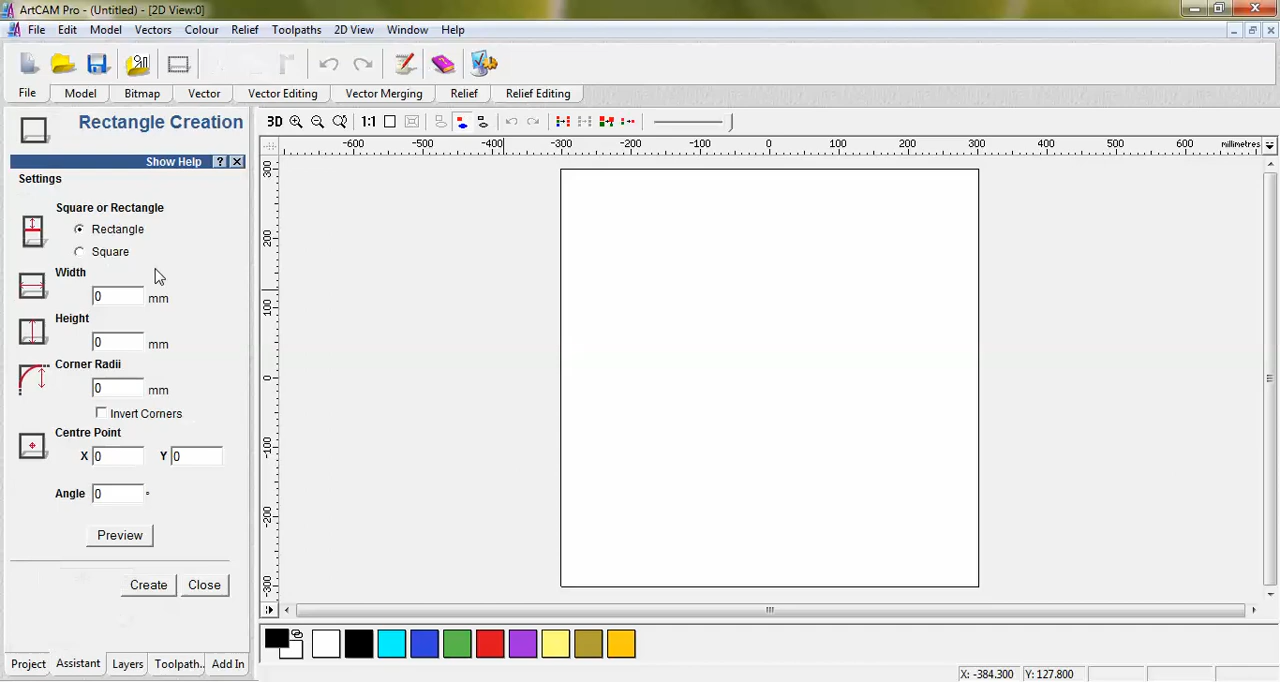 ArtCAM Pro - (Untitled) - [2D View:0]
File Edit Model Vectors Colour Relief Toolpaths 2D View Window Help
File Model Bitmap Vector Vector Editing Vector Merging Relief Relief Editing
Rectangle Creation
3D 1:1
Show Help ? 
-600 -500 -400 -300 -200 -100 0 100 200 300 400 500 600 millimetres
300
200
100
0
-100
-200
-300
Settings
Square or Rectangle
Rectangle
Square
Width
0 mm
Height
0 mm
Corner Radii
0 mm
Invert Corners
Centre Point
X 0 Y 0
Angle 0 °
Preview
Create Close
Project Assistant Layers Toolpath.. Add In
X: -384.300 Y: 127.800